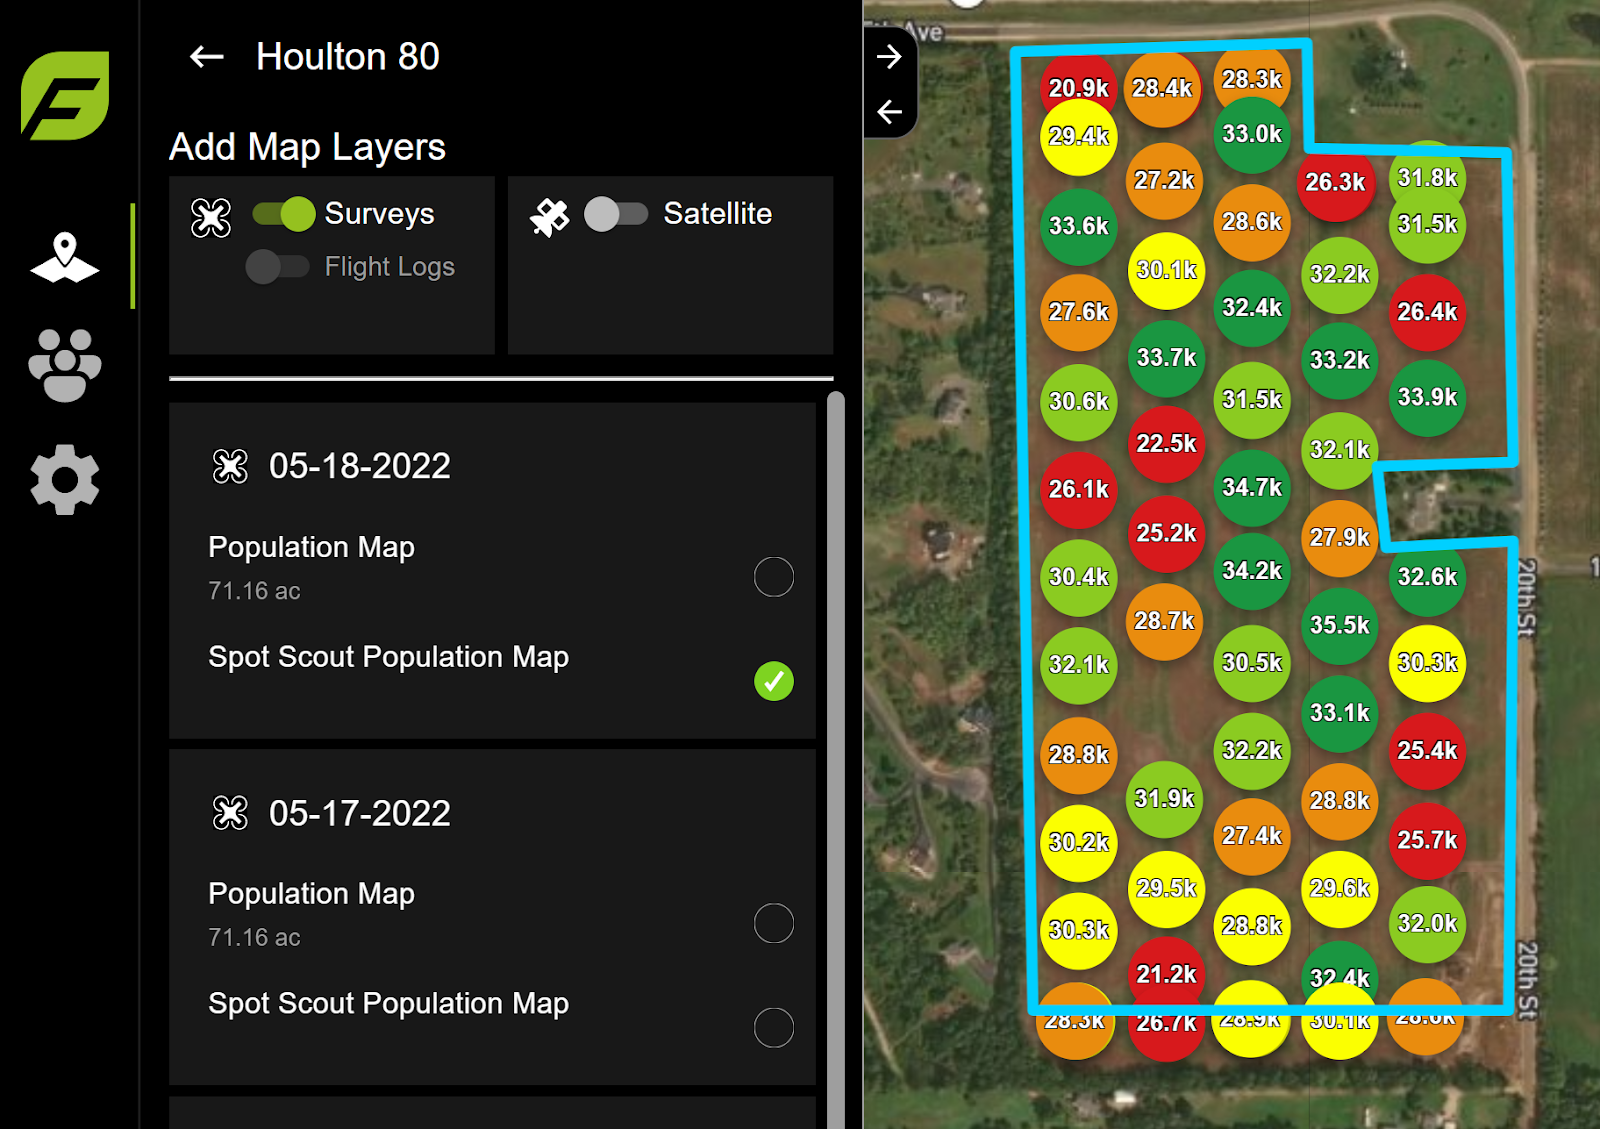 Houlton 80
Add Map Layers
Surveys
Flight Logs
Satellite
05-18-2022
Population Map
71.16 ac
Spot Scout Population Map
05-17-2022
Population Map
71.16 ac
Spot Scout Population Map
Ave
20.9k 28.4k 28.3k
29.4k 33.0k
27.2k 26.3k 31.8k
33.6k 28.6k 31.5k
30.1k 32.2k
27.6k 32.4k 26.4k
33.7k 33.2k
30.6k 31.5k 33.9k
22.5k 32.1k
26.1k 34.7k
25.2k 27.9k
30.4k 34.2k 32.6k
20th St
28.7k 35.5k
32.1k 30.5k 30.3k
33.1k
28.8k 32.2k 25.4k
31.9k 28.8k
30.2k 27.4k 25.7k
29.5k 29.6k
30.3k 28.8k 32.0k
21.2k 32.4k
20th St
28.3k 26.7k 28.9k 30.1k 28.6k